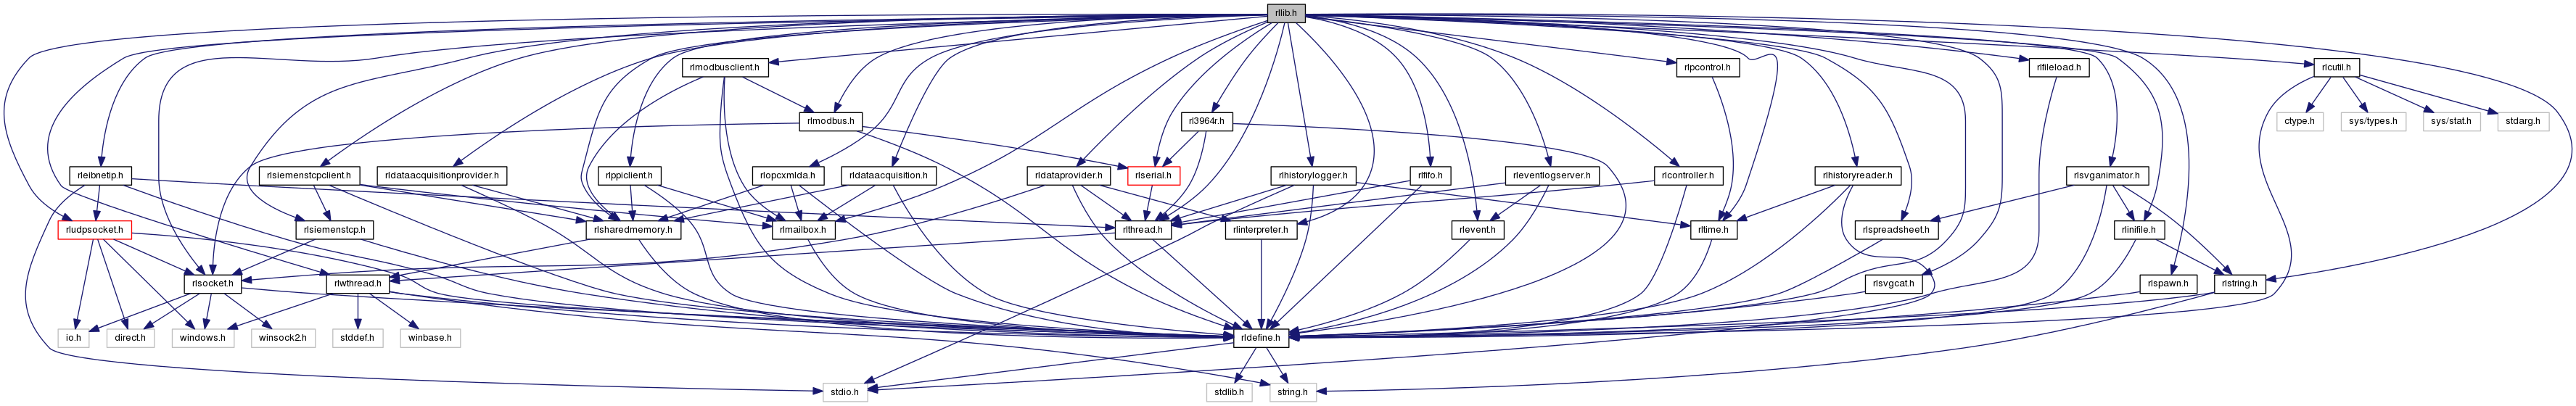 rllib.h
rlmodbusclient.h
rlpcontrol.h
rlfileload.h
rlcutil.h
rlmodbus.h
rl3964r.h
ctype.h
sys/types.h
sys/stat.h
stdarg.h
rleibnetip.h
rlsiemenstcpclient.h
rldataacquisitionprovider.h
rlppiclient.h
rlopcxmlda.h
rldataacquisition.h
rldataprovider.h
rlserial.h
rlhistorylogger.h
rlfifo.h
rleventlogserver.h
rlcontroller.h
rlhistoryreader.h
rlsvganimator.h
rludpsocket.h
rlsiemenstcp.h
rlsharedmemory.h
rlmailbox.h
rlthread.h
rlinterpreter.h
rlevent.h
rltime.h
rlspreadsheet.h
rlinifile.h
rlsocket.h
rlwthread.h
rlsvgcat.h
rlspawn.h
rlstring.h
io.h
direct.h
windows.h
winsock2.h
stddef.h
winbase.h
rldefine.h
stdio.h
stdlib.h
string.h